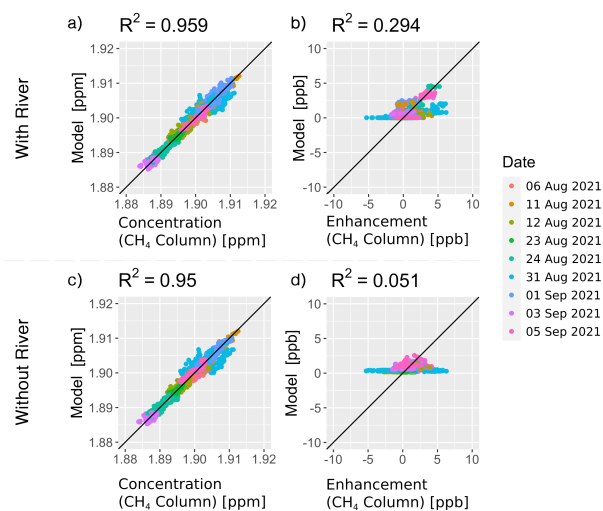 a) R² = 0.959
b) R² = 0.294
With River
Model [ppm]
1.92
1.91
1.90
1.89
1.88
1.88 1.89 1.90 1.91 1.92
Concentration
(CH₄ Column) [ppm]
Model [ppb]
10
5
0
-5
-10
-10 -5 0 5 10
Enhancement
(CH₄ Column) [ppb]
Date
06 Aug 2021
11 Aug 2021
12 Aug 2021
23 Aug 2021
24 Aug 2021
31 Aug 2021
01 Sep 2021
03 Sep 2021
05 Sep 2021
c) R² = 0.95
d) R² = 0.051
Without River
Model [ppm]
1.92
1.91
1.90
1.89
1.88
1.88 1.89 1.90 1.91 1.92
Concentration
(CH₄ Column) [ppm]
Model [ppb]
10
5
0
-5
-10
-10 -5 0 5 10
Enhancement
(CH₄ Column) [ppb]